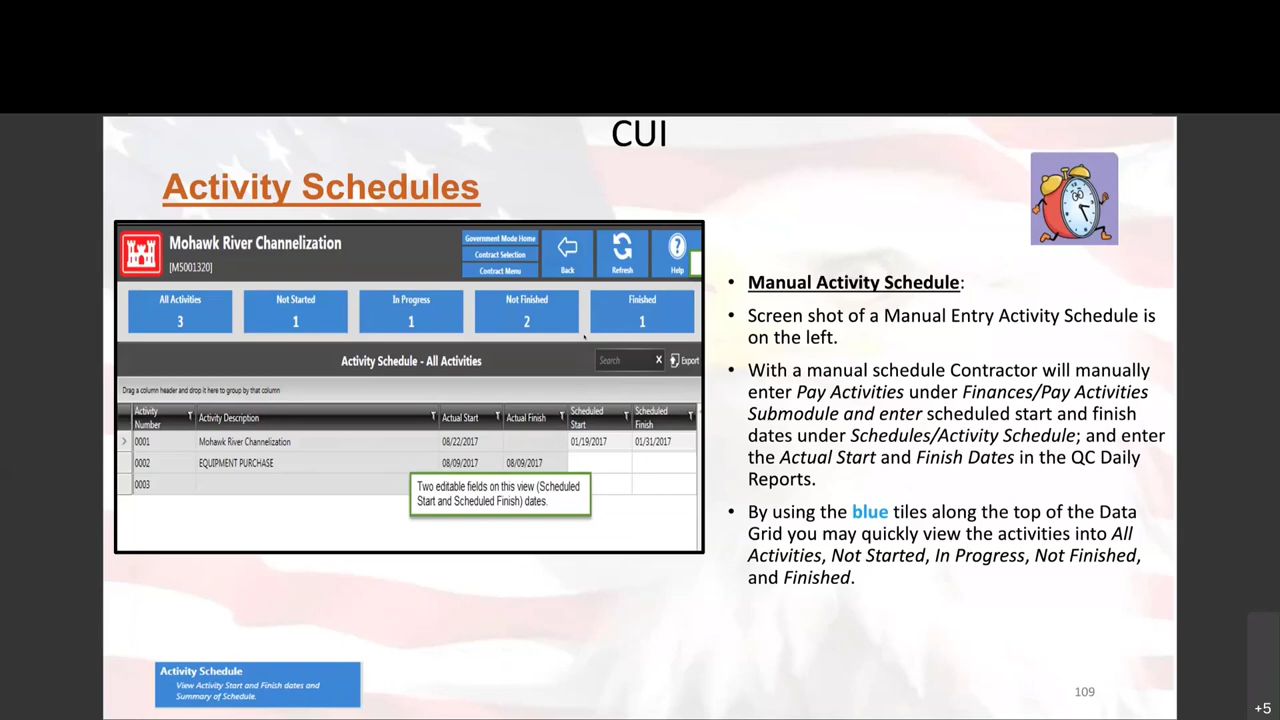 CUI
Activity Schedules
Mohawk River Channelization
[M5001320]
Government Mode Home
Contract Selection
Contract Menu
Back
Refresh
Help
All Activities
3
Not Started
1
In Progress
1
Not Finished
2
Finished
1
Activity Schedule - All Activities
Search X Export
Drag a column header and drop it here to group by that column
Activity Number Activity Description Actual Start Actual Finish Scheduled Start Scheduled Finish
0001 Mohawk River Channelization 08/22/2017 01/19/2017 01/31/2017
0002 EQUIPMENT PURCHASE 08/09/2017 08/09/2017
0003
Two editable fields on this view (Scheduled
Start and Scheduled Finish) dates.
• Manual Activity Schedule:
• Screen shot of a Manual Entry Activity Schedule is
on the left.
• With a manual schedule Contractor will manually
enter Pay Activities under Finances/Pay Activities
Submodule and enter scheduled start and finish
dates under Schedules/Activity Schedule; and enter
the Actual Start and Finish Dates in the QC Daily
Reports.
• By using the blue tiles along the top of the Data
Grid you may quickly view the activities into All
Activities, Not Started, In Progress, Not Finished,
and Finished.
Activity Schedule
View Activity Start and Finish dates and
Summary of Schedule.
109
+5